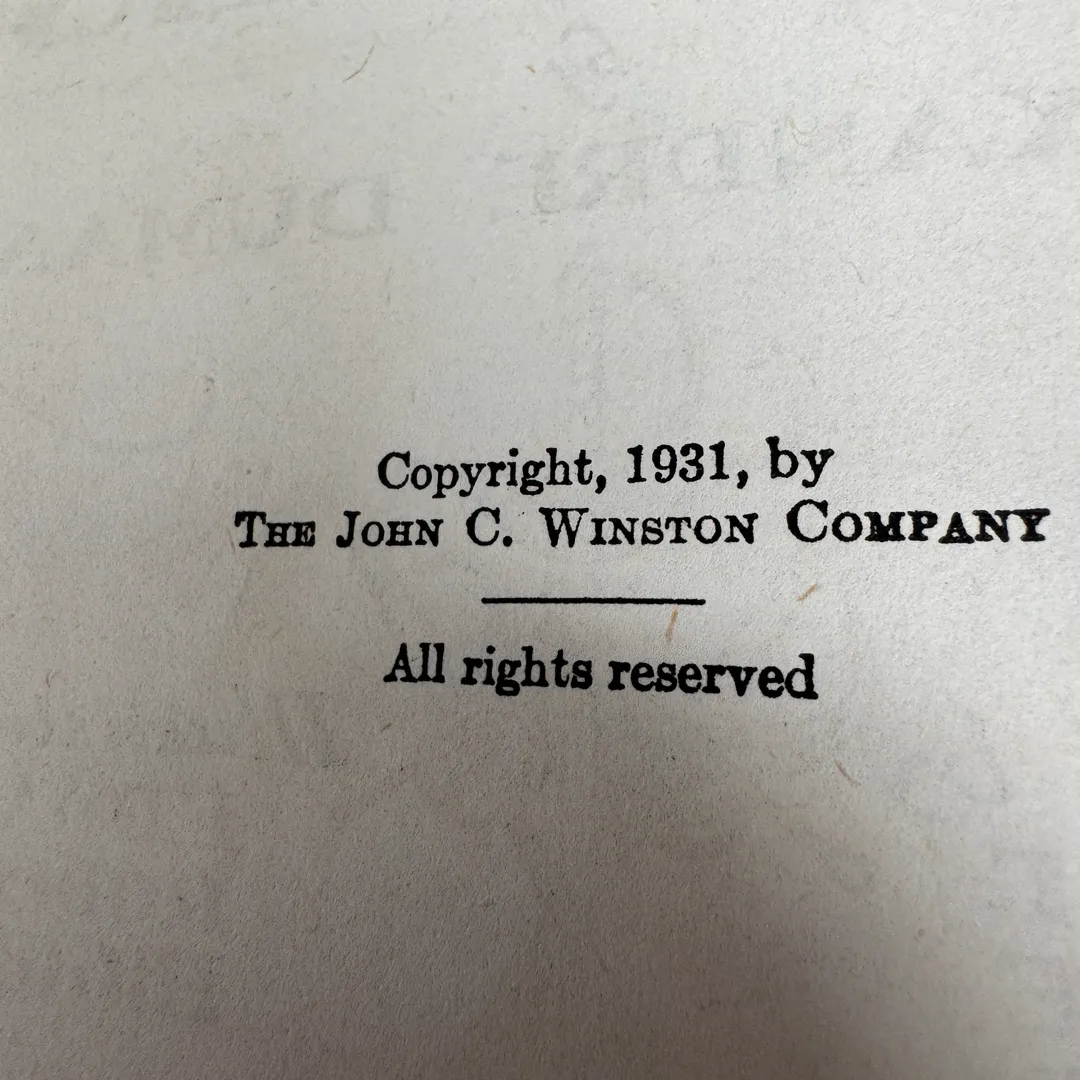 Copyright, 1931, by
THE JOHN C. WINSTON COMPANY
All rights reserved